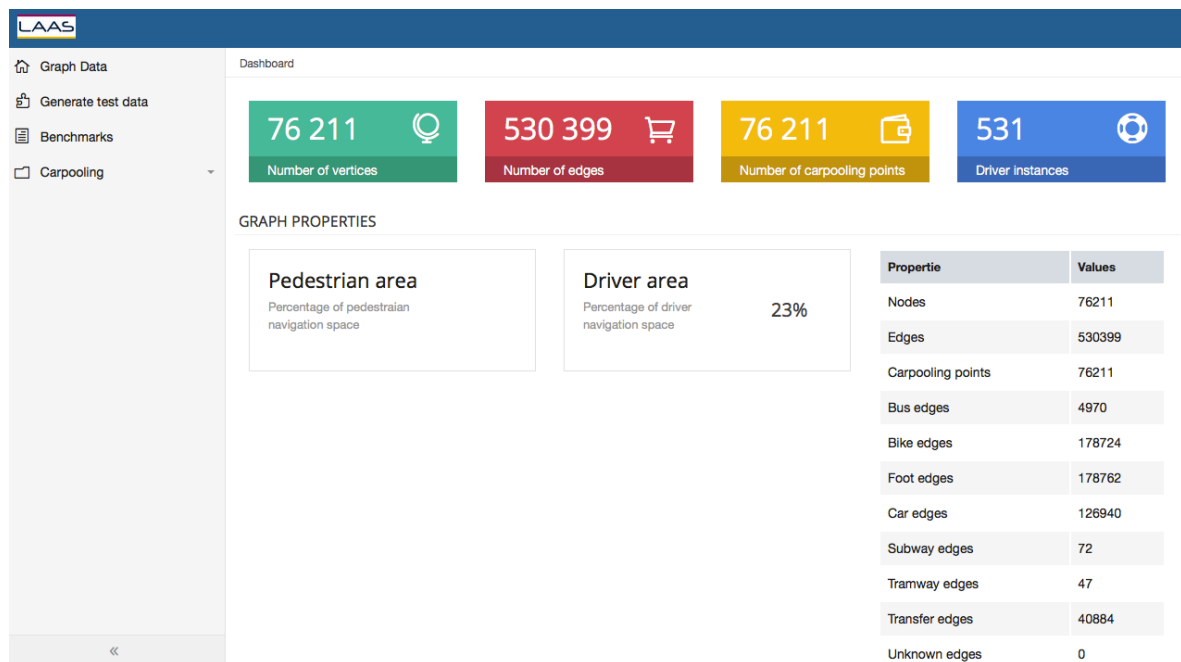 LAAS
Graph Data
Generate test data
Benchmarks
Carpooling
Dashboard
76 211
Number of vertices
530 399
Number of edges
76 211
Number of carpooling points
531
Driver instances
GRAPH PROPERTIES
Pedestrian area
Percentage of pedestraian
navigation space
Driver area
Percentage of driver
navigation space
23%
Propertie Values
Nodes 76211
Edges 530399
Carpooling points 76211
Bus edges 4970
Bike edges 178724
Foot edges 178762
Car edges 126940
Subway edges 72
Tramway edges 47
Transfer edges 40884
Unknown edges 0
«